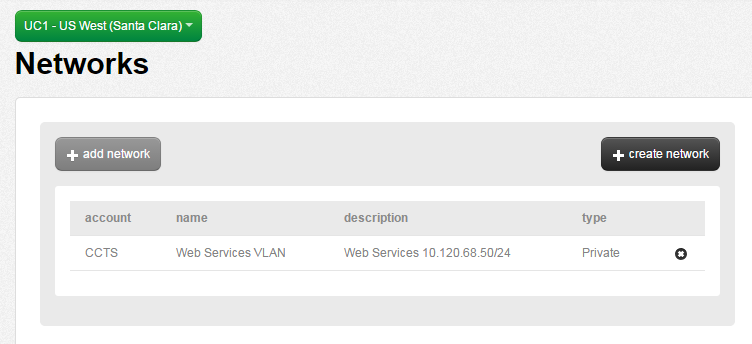 UC1 - US West (Santa Clara)
Networks
add network
create network
account name description type
CCTS Web Services VLAN Web Services 10.120.68.50/24 Private